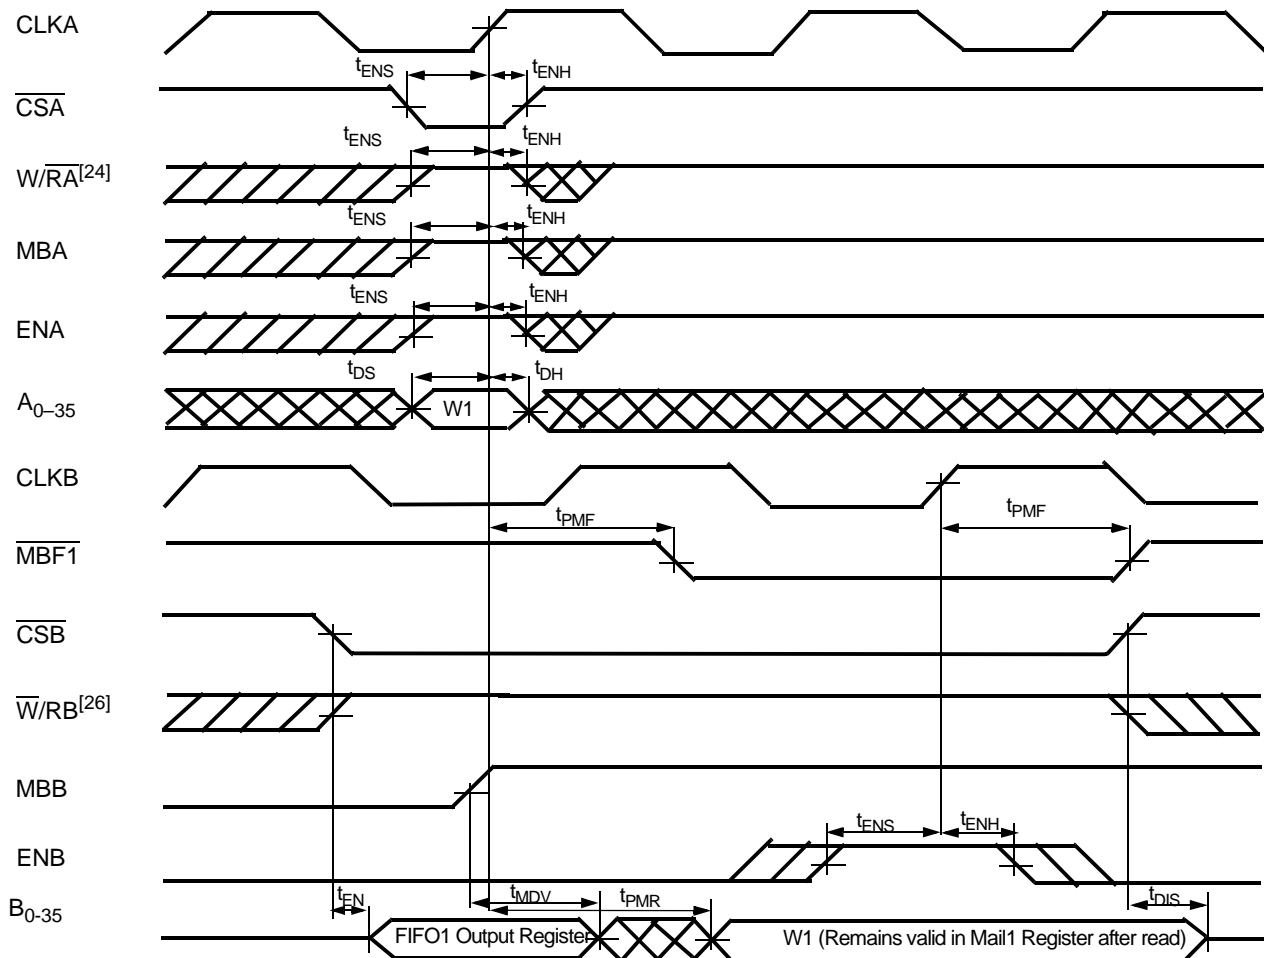 CLKA
tENS tENH
CSA
tENS tENH
W/RA[24]
tENS tENH
MBA
tENS tENH
ENA
tDS tDH
A0–35 W1
CLKB
tPMF tPMF
MBF1
CSB
W/RB[26]
MBB
tENS tENH
ENB
tEN tMDV tPMR tDIS
B0-35
FIFO1 Output Register W1 (Remains valid in Mail1 Register after read)